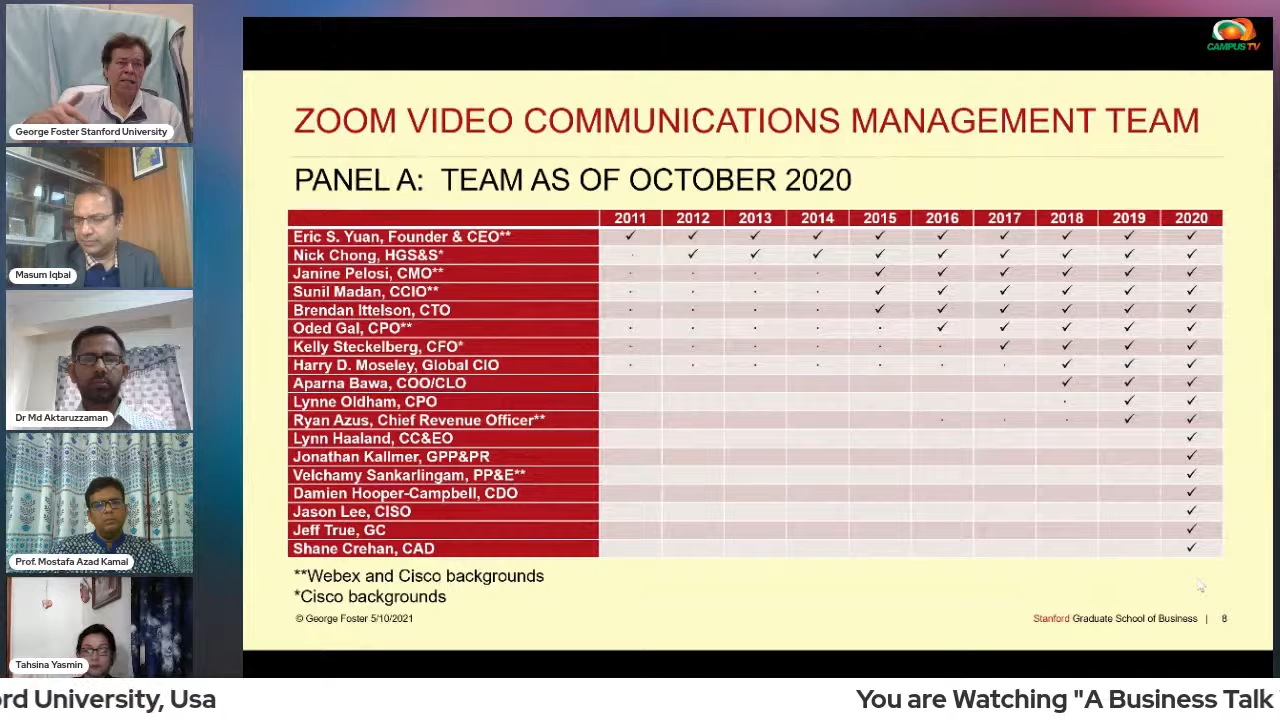 George Foster Stanford University
Masum Iqbal
Dr Md Aktaruzzaman
Prof. Mostafa Azad Kamal
Tahsina Yasmin
CAMPUS TV
ZOOM VIDEO COMMUNICATIONS MANAGEMENT TEAM
PANEL A: TEAM AS OF OCTOBER 2020
2011 2012 2013 2014 2015 2016 2017 2018 2019 2020
Eric S. Yuan, Founder & CEO** ✓ ✓ ✓ ✓ ✓ ✓ ✓ ✓ ✓ ✓
Nick Chong, HGS&S* · ✓ ✓ ✓ ✓ ✓ ✓ ✓ ✓ ✓
Janine Pelosi, CMO** · · · · ✓ ✓ ✓ ✓ ✓ ✓
Sunil Madan, CCIO** · · · · ✓ ✓ ✓ ✓ ✓ ✓
Brendan Ittelson, CTO · · · · ✓ ✓ ✓ ✓ ✓ ✓
Oded Gal, CPO** · · · · · ✓ ✓ ✓ ✓ ✓
Kelly Steckelberg, CFO* · · · · · · ✓ ✓ ✓ ✓
Harry D. Moseley, Global CIO · · · · · · · ✓ ✓ ✓
Aparna Bawa, COO/CLO ✓ ✓ ✓
Lynne Oldham, CPO · ✓ ✓
Ryan Azus, Chief Revenue Officer** · · · ✓ ✓
Lynn Haaland, CC&EO ✓
Jonathan Kallmer, GPP&PR ✓
Velchamy Sankarlingam, PP&E** ✓
Damien Hooper-Campbell, CDO ✓
Jason Lee, CISO ✓
Jeff True, GC ✓
Shane Crehan, CAD ✓
**Webex and Cisco backgrounds
*Cisco backgrounds
© George Foster 5/10/2021
Stanford Graduate School of Business | 8
ord University, Usa
You are Watching "A Business Talk